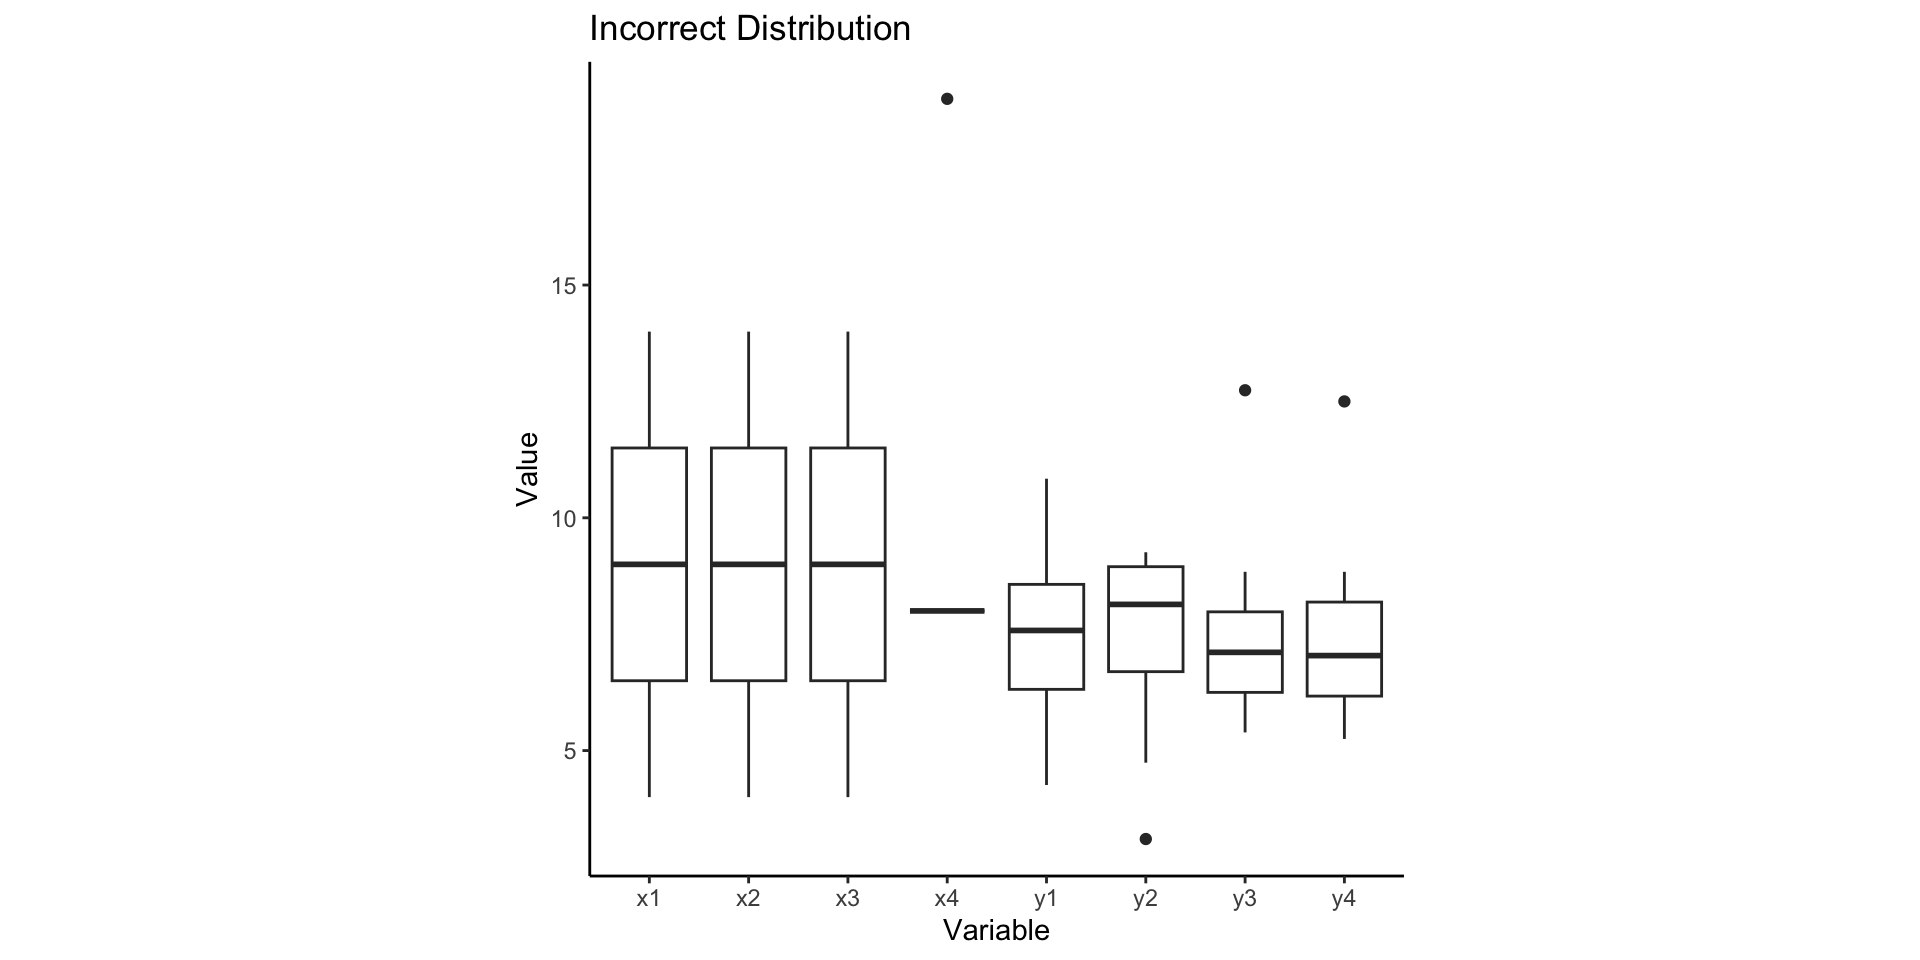 Incorrect Distribution
15
10
5
Value
x1 x2 x3 x4 y1 y2 y3 y4
Variable